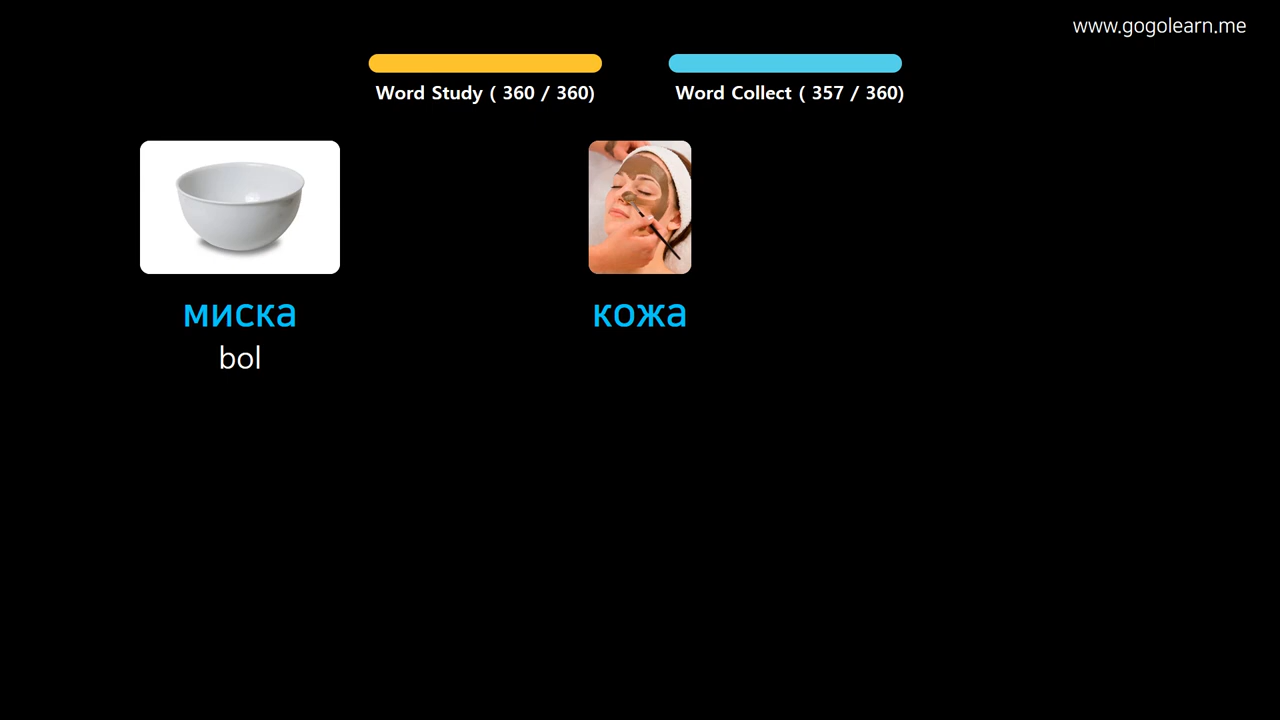 www.gogolearn.me
Word Study ( 360 / 360)
Word Collect ( 357 / 360)
миска
кожа
bol